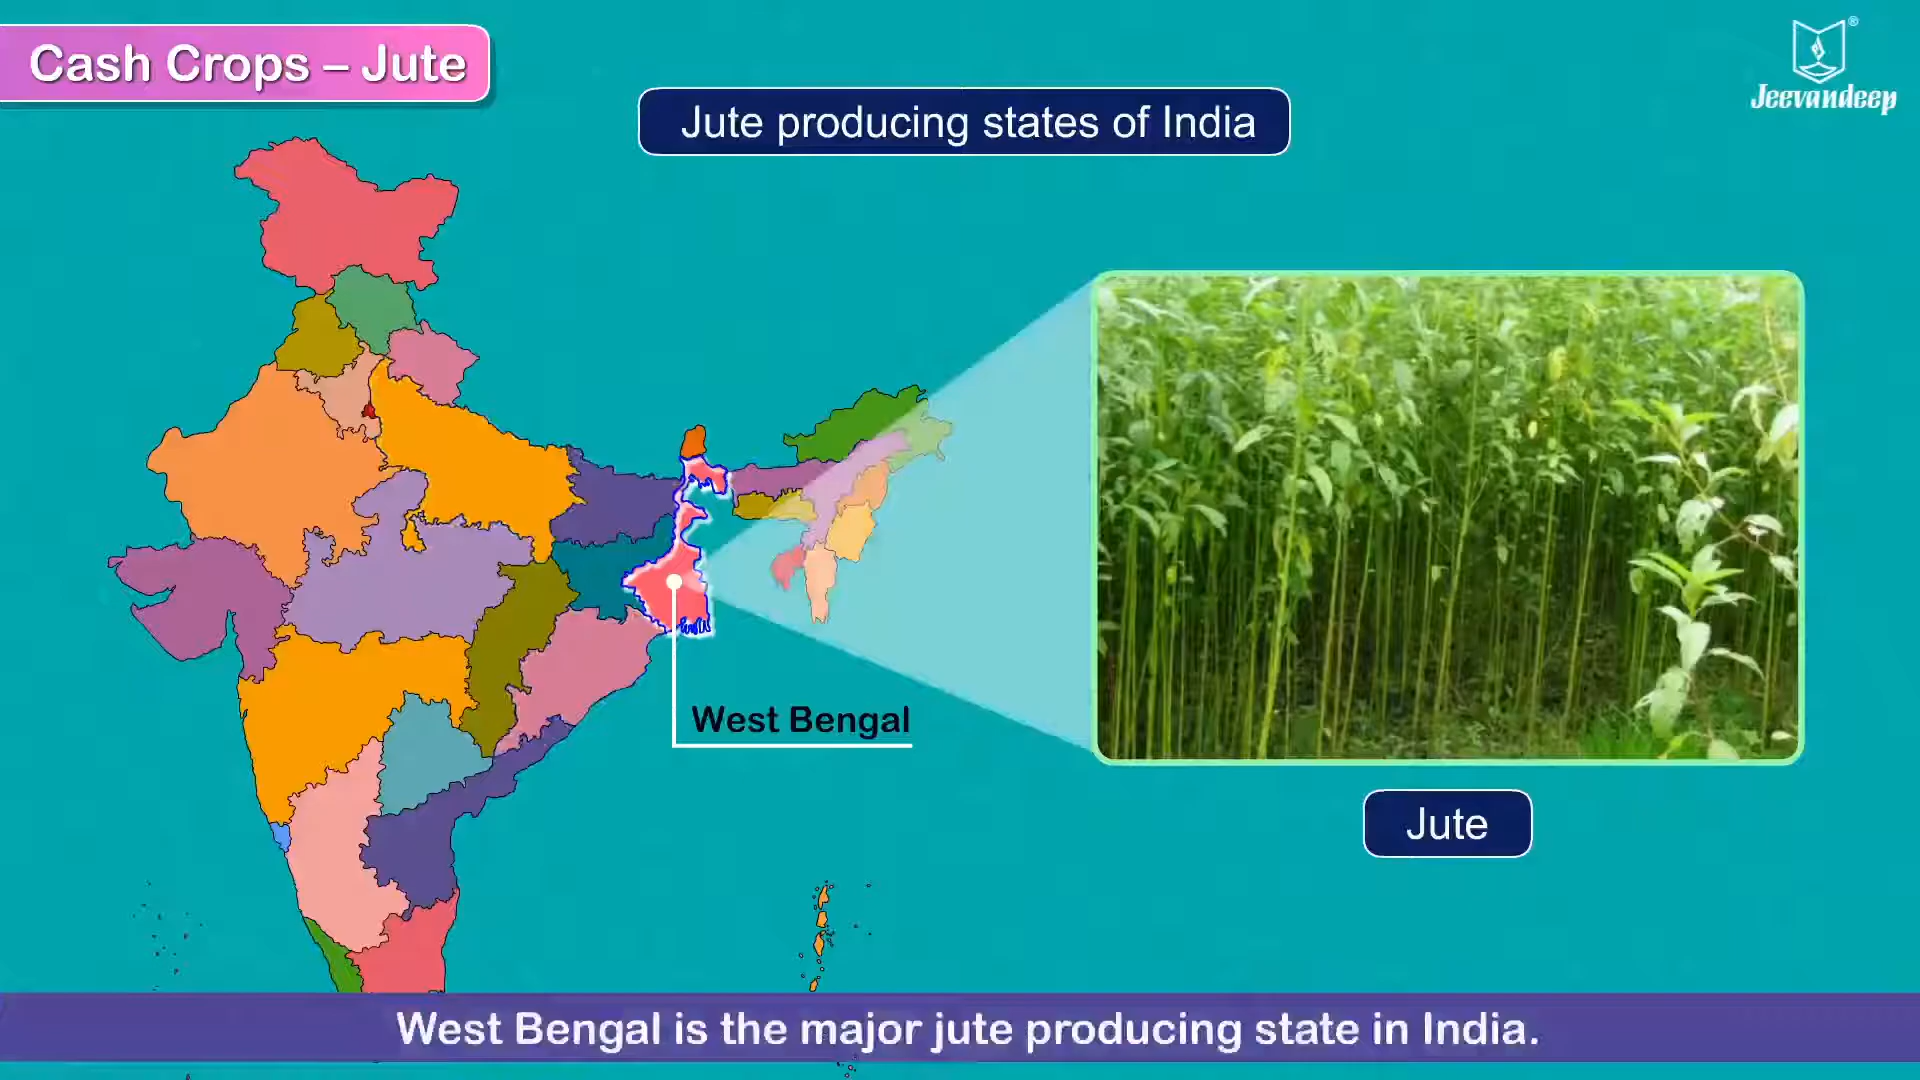 Cash Crops – Jute
®
Jeevandeep
Jute producing states of India
West Bengal
Jute
West Bengal is the major jute producing state in India.